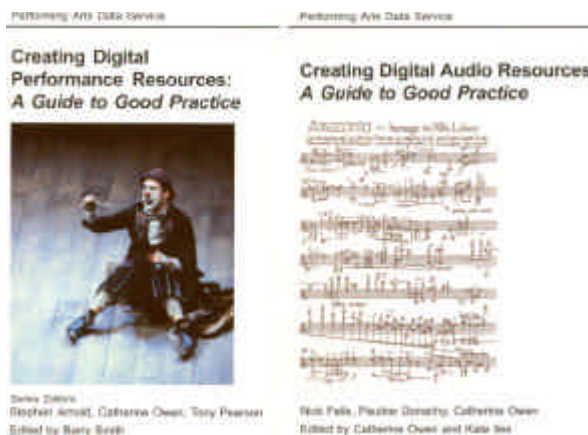 Performing Arts Data Service
Creating Digital
Performance Resources:
A Guide to Good Practice
Series Editors
Stephen Arnold, Catherine Owen, Tony Pearson
Edited by Barry Smith
Performing Arts Data Service
Creating Digital Audio Resources
A Guide to Good Practice
Nick Fells, Pauline Donachy, Catherine Owen
Edited by Catherine Owen and